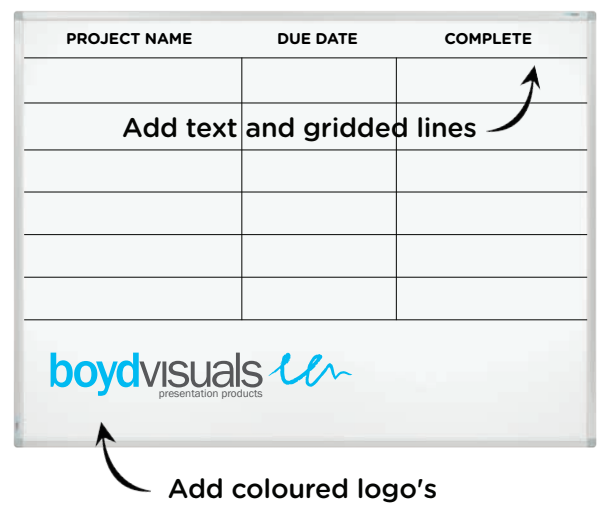 PROJECT NAME DUE DATE COMPLETE
Add text and gridded lines
boydvisuals
presentation products
Add coloured logo's